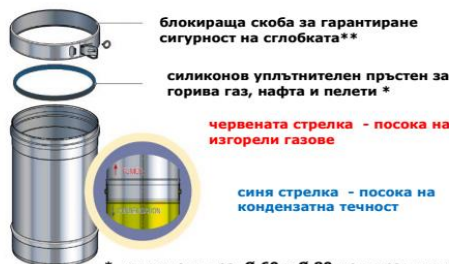 блокираща скоба за гарантиране
сигурност на сглобката**
силиконов уплътнителен пръстен за
горива газ, нафта и пелети *
червената стрелка - посока на
изгорели газове
синя стрелка - посока на
кондензатна течност